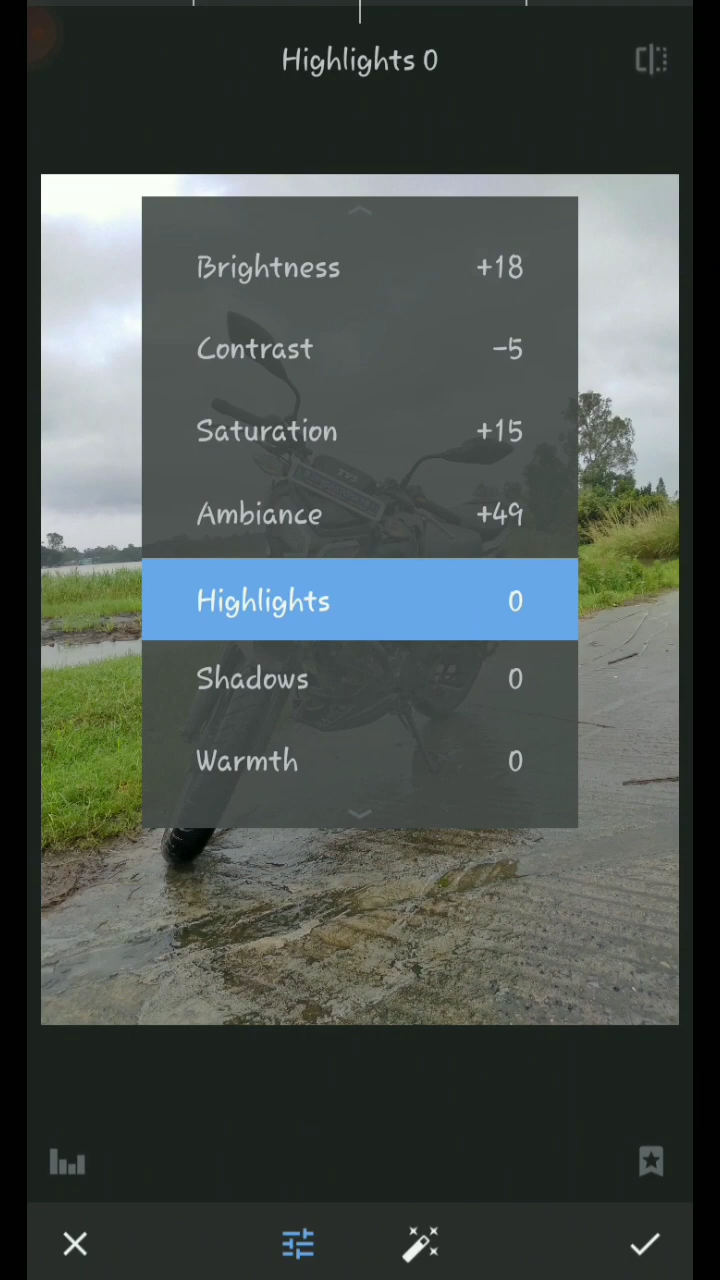 Highlights 0
Brightness +18
Contrast -5
Saturation +15
Ambiance +49
Highlights 0
Shadows 0
Warmth 0